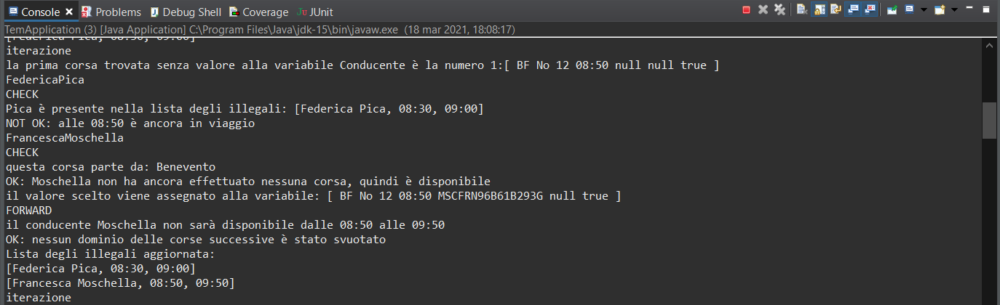 Console Problems Debug Shell Coverage JUnit
TemApplication (3) [Java Application] C:\Program Files\Java\jdk-15\bin\javaw.exe (18 mar 2021, 18:08:17)
[Federica Pica, 08:30, 09:00]
iterazione
la prima corsa trovata senza valore alla variabile Conducente è la numero 1:[ BF No 12 08:50 null null true ]
FedericaPica
CHECK
Pica è presente nella lista degli illegali: [Federica Pica, 08:30, 09:00]
NOT OK: alle 08:50 è ancora in viaggio
FrancescaMoschella
CHECK
questa corsa parte da: Benevento
OK: Moschella non ha ancora effettuato nessuna corsa, quindi è disponibile
il valore scelto viene assegnato alla variabile: [ BF No 12 08:50 MSCFRN96B61B293G null true ]
FORWARD
il conducente Moschella non sarà disponibile dalle 08:50 alle 09:50
OK: nessun dominio delle corse successive è stato svuotato
Lista degli illegali aggiornata:
[Federica Pica, 08:30, 09:00]
[Francesca Moschella, 08:50, 09:50]
iterazione